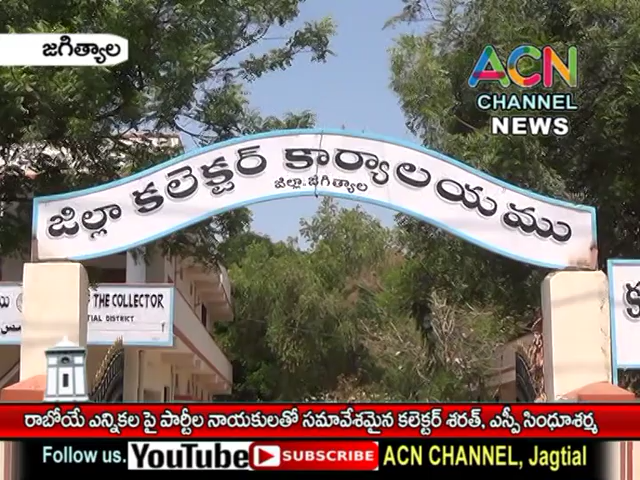 జగిత్యాల
ACN
CHANNEL
NEWS
జిల్లా కలెక్టర్ కార్యాలయము
జిల్లా.జగిత్యాల
THE COLLECTOR
TIAL DISTRICT
రాబోయే ఎన్నికల పై పార్టీల నాయకులతో సమావేశమైన కలెక్టర్ శరత్, ఎస్పీ సింధూశర్మ
Follow us. YouTube SUBSCRIBE ACN CHANNEL, Jagtial